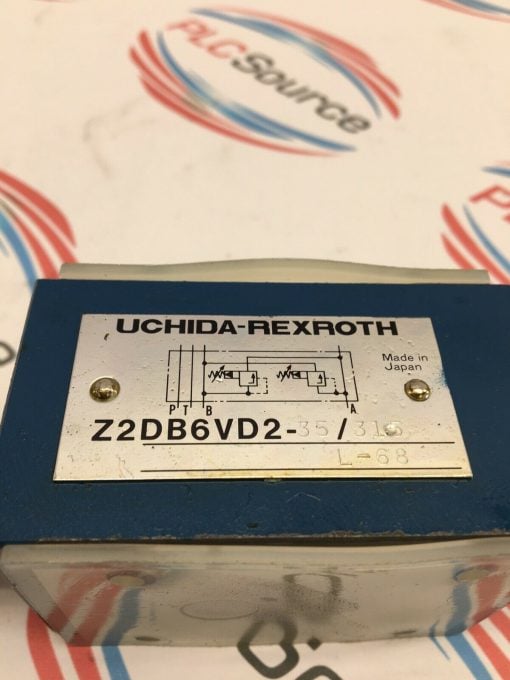 PLCSource
UCHIDA-REXROTH
Made in
Japan
P T B A
Z2DB6VD2-35/315
L-68